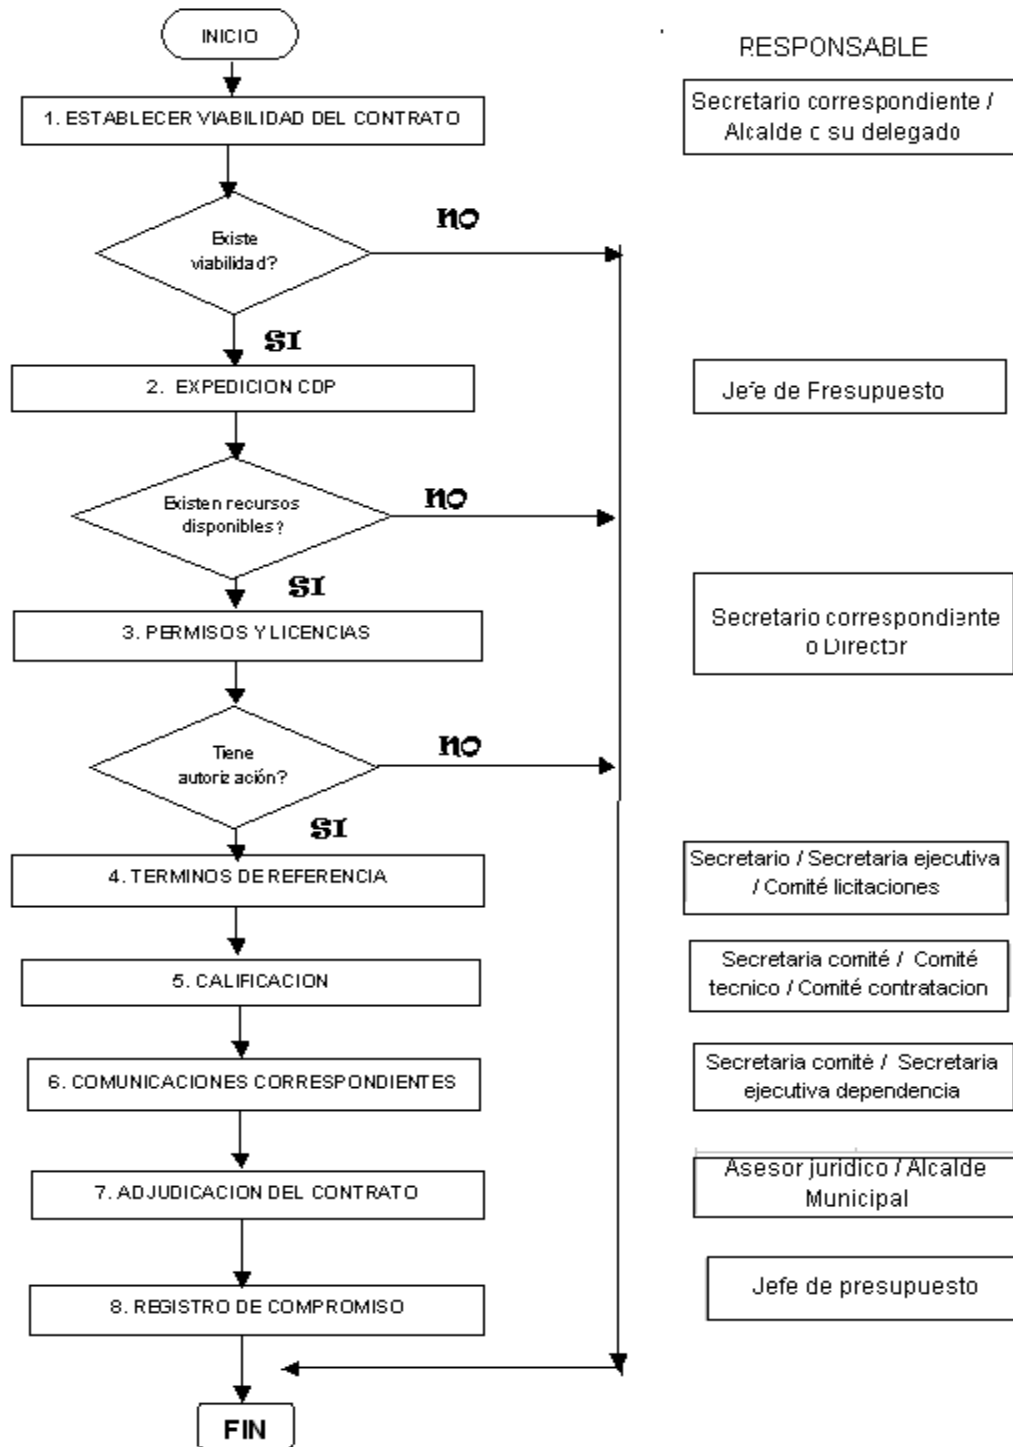 INICIO
RESPONSABLE
1. ESTABLECER VIABILIDAD DEL CONTRATO
Secretario correspondiente /
Alcalde o su delegado
Existe
viabilidad?
NO
SI
2. EXPEDICION CDP
Jefe de Presupuesto
Existen recursos
disponibles?
NO
SI
3. PERMISOS Y LICENCIAS
Secretario correspondiente
o Director
Tiene
autorización?
NO
SI
4. TERMINOS DE REFERENCIA
Secretario / Secretaria ejecutiva
/ Comité licitaciones
5. CALIFICACION
Secretaria comité / Comité
tecnico / Comité contratacion
6. COMUNICACIONES CORRESPONDIENTES
Secretaria comité / Secretaria
ejecutiva dependencia
7. ADJUDICACION DEL CONTRATO
Asesor juridico / Alcalde
Municipal
8. REGISTRO DE COMPROMISO
Jefe de presupuesto
FIN